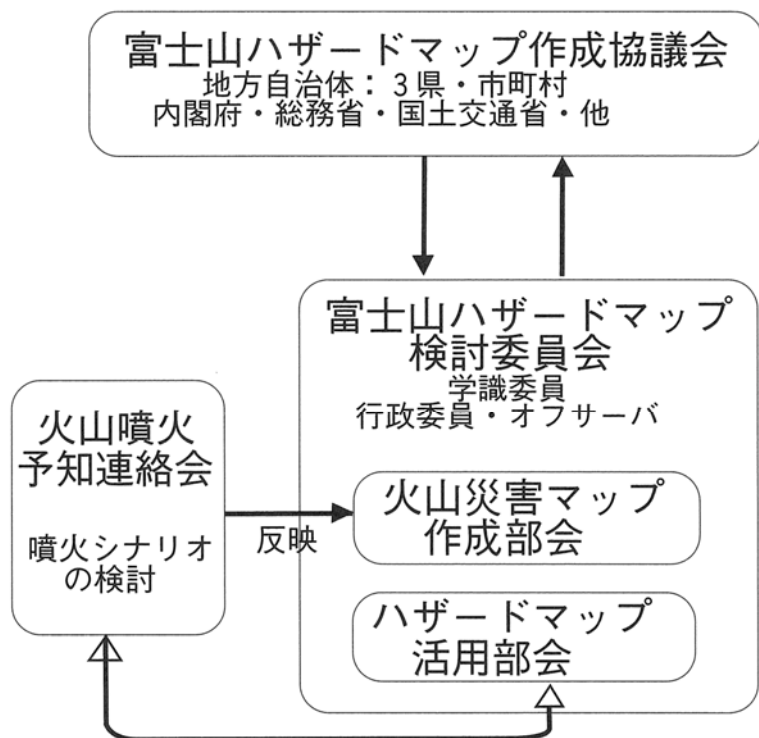 富士山ハザードマップ作成協議会
地方自治体：３県・市町村
内閣府・総務省・国土交通省・他
富士山ハザードマップ
検討委員会
学識委員
行政委員・オフサーバ
火山噴火
予知連絡会
噴火シナリオ
の検討
反映
火山災害マップ
作成部会
ハザードマップ
活用部会